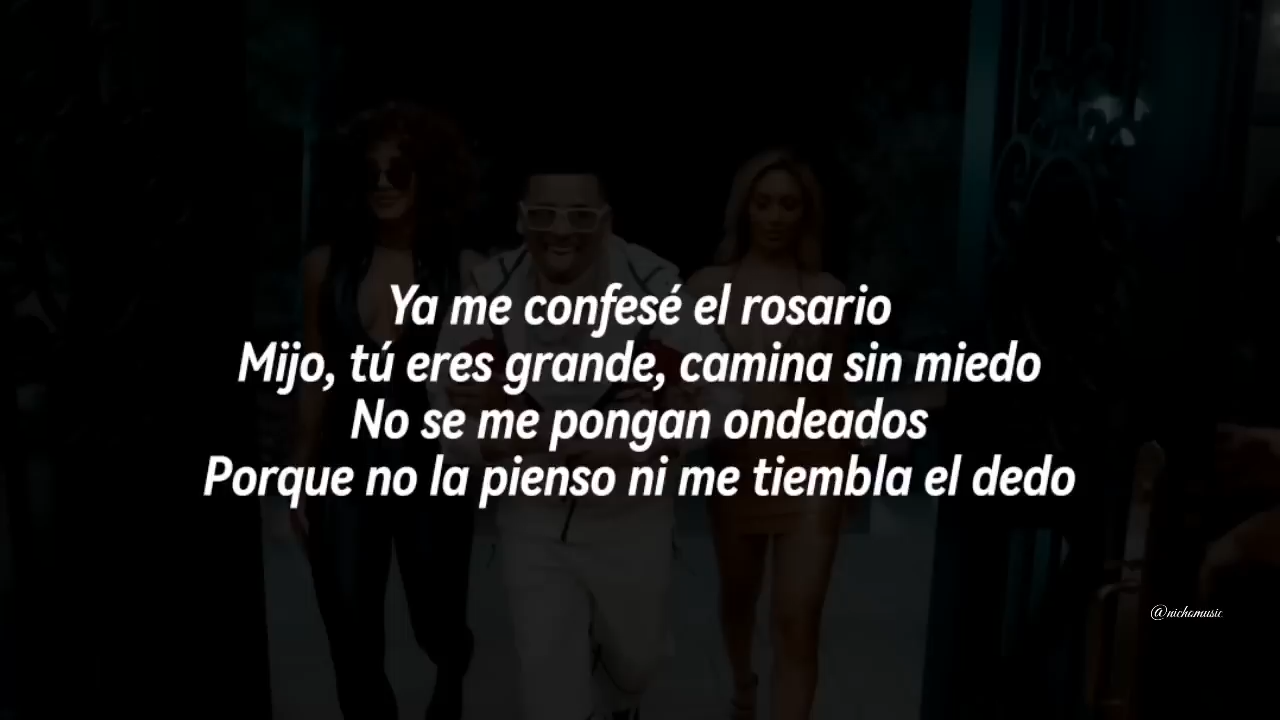 Ya me confesé el rosario
Mijo, tú eres grande, camina sin miedo
No se me pongan ondeados
Porque no la pienso ni me tiembla el dedo
@nichomusic